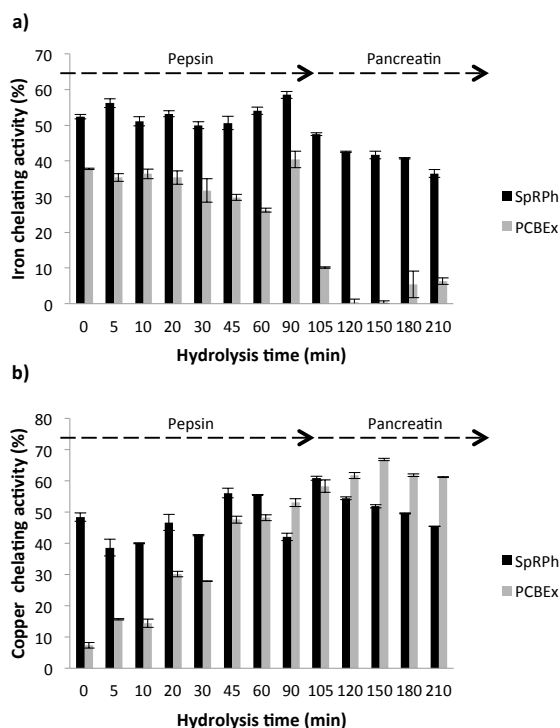 a)
Pepsin
Pancreatin
Iron chelating activity (%)
70
60
50
40
30
20
10
0
0 5 10 20 30 45 60 90 105 120 150 180 210
Hydrolysis time (min)
SpRPh
PCBEx
b)
Pepsin
Pancreatin
Copper chelating activity (%)
80
70
60
50
40
30
20
10
0
0 5 10 20 30 45 60 90 105 120 150 180 210
Hydrolysis time (min)
SpRPh
PCBEx